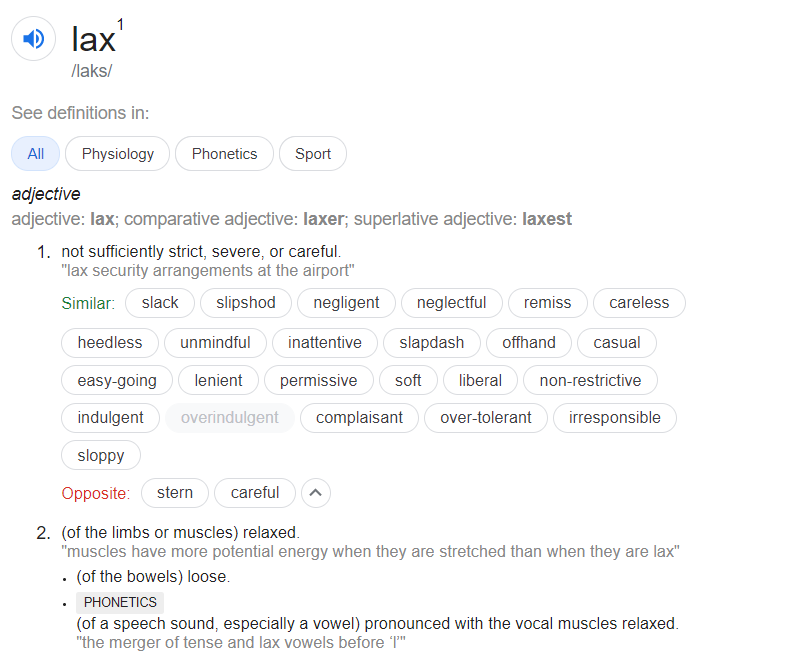 lax1
/laks/
See definitions in:
All Physiology Phonetics Sport
adjective
adjective: lax; comparative adjective: laxer; superlative adjective: laxest
1. not sufficiently strict, severe, or careful.
"lax security arrangements at the airport"
Similar: slack slipshod negligent neglectful remiss careless
heedless unmindful inattentive slapdash offhand casual
easy-going lenient permissive soft liberal non-restrictive
indulgent overindulgent complaisant over-tolerant irresponsible
sloppy
Opposite: stern careful
2. (of the limbs or muscles) relaxed.
"muscles have more potential energy when they are stretched than when they are lax"
• (of the bowels) loose.
• PHONETICS
(of a speech sound, especially a vowel) pronounced with the vocal muscles relaxed.
"the merger of tense and lax vowels before ‘l’"